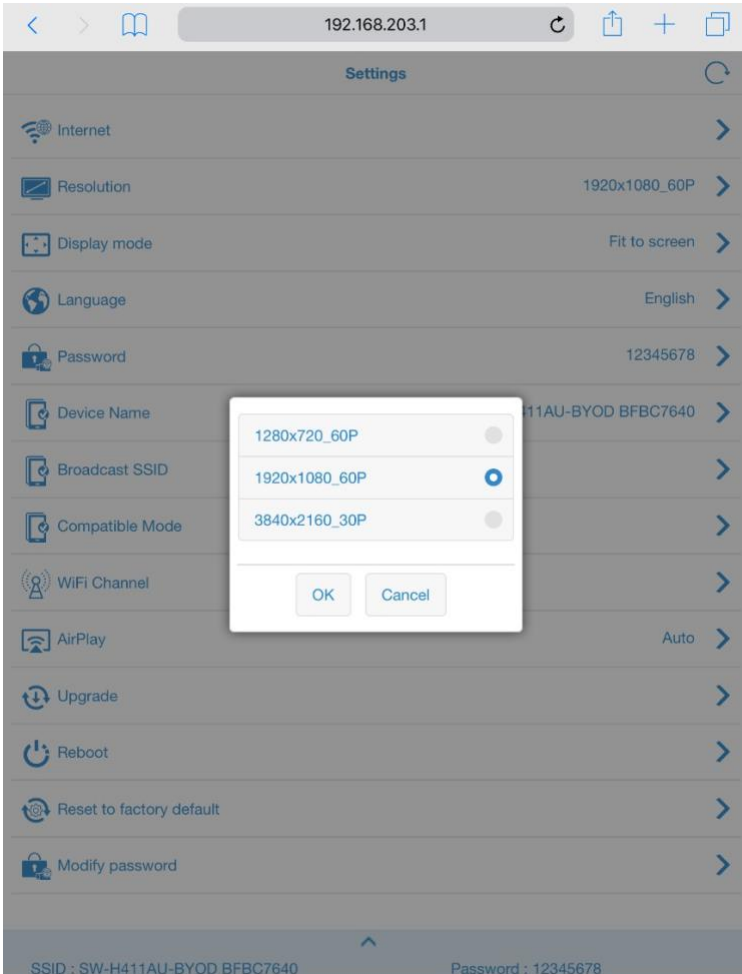 192.168.203.1
Settings
Internet
Resolution 1920x1080_60P
Display mode Fit to screen
Language English
Password 12345678
Device Name 411AU-BYOD BFBC7640
1280x720_60P
Broadcast SSID
1920x1080_60P
Compatible Mode
3840x2160_30P
WiFi Channel
OK Cancel
AirPlay Auto
Upgrade
Reboot
Reset to factory default
Modify password
SSID : SW-H411AU-BYOD BFBC7640 Password : 12345678